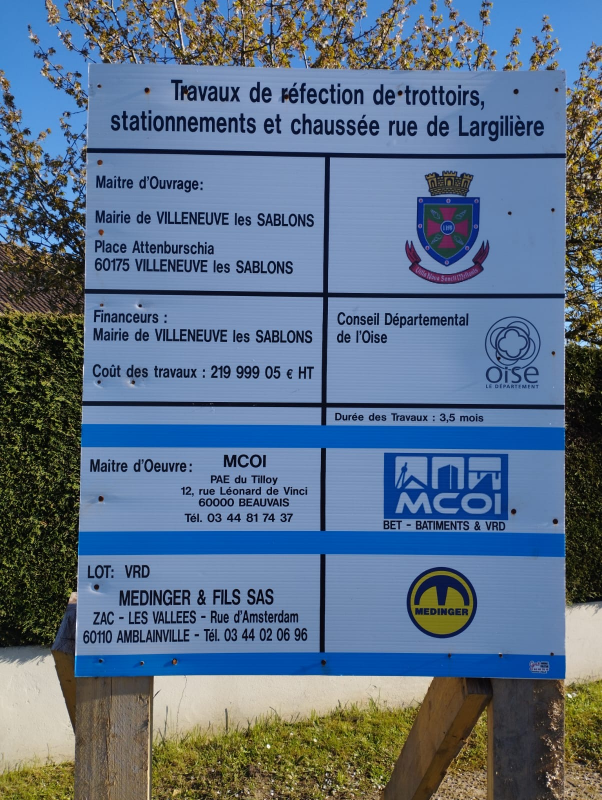 Travaux de réfection de trottoirs,
stationnements et chaussée rue de Largilière
Maître d'Ouvrage:
Mairie de VILLENEUVE les SABLONS
Place Attenburschia
60175 VILLENEUVE les SABLONS
Financeurs :
Mairie de VILLENEUVE les SABLONS
Coût des travaux : 219 999 05 € HT
Conseil Départemental
de l'Oise
oise
LE DÉPARTEMENT
Durée des Travaux : 3,5 mois
Maître d'Oeuvre: MCOI
PAE du Tilloy
12, rue Léonard de Vinci
60000 BEAUVAIS
Tél. 03 44 81 74 37
MCOI
BET - BATIMENTS & VRD
LOT: VRD
MEDINGER & FILS SAS
ZAC - LES VALLEES - Rue d'Amsterdam
60110 AMBLAINVILLE - Tél. 03 44 02 06 96
MEDINGER